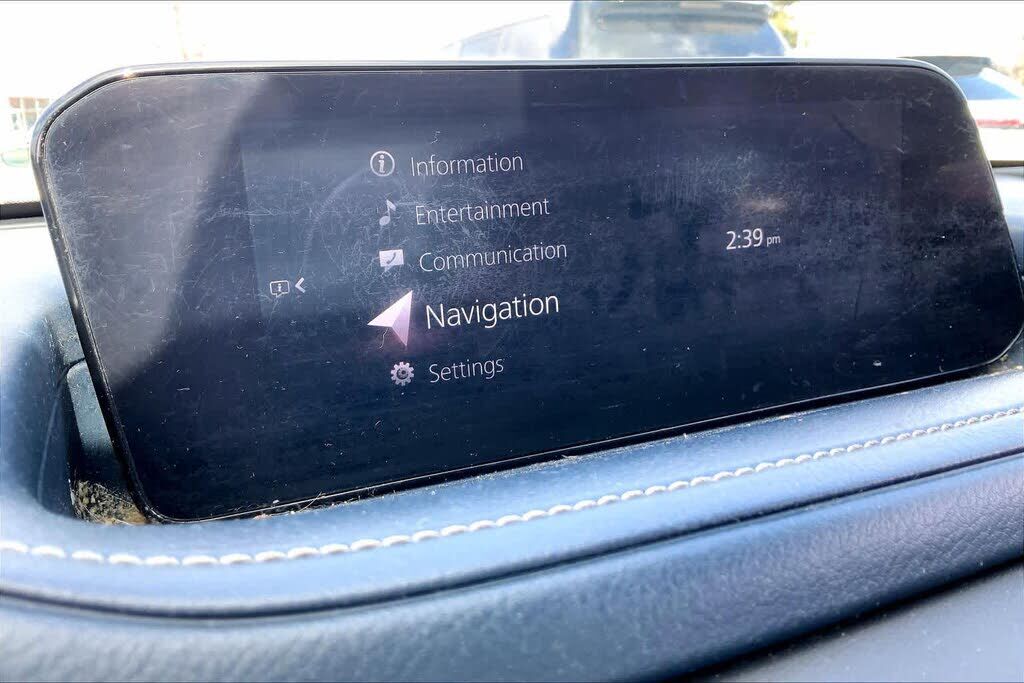 Information
Entertainment
Communication
Navigation
Settings
2:39 pm